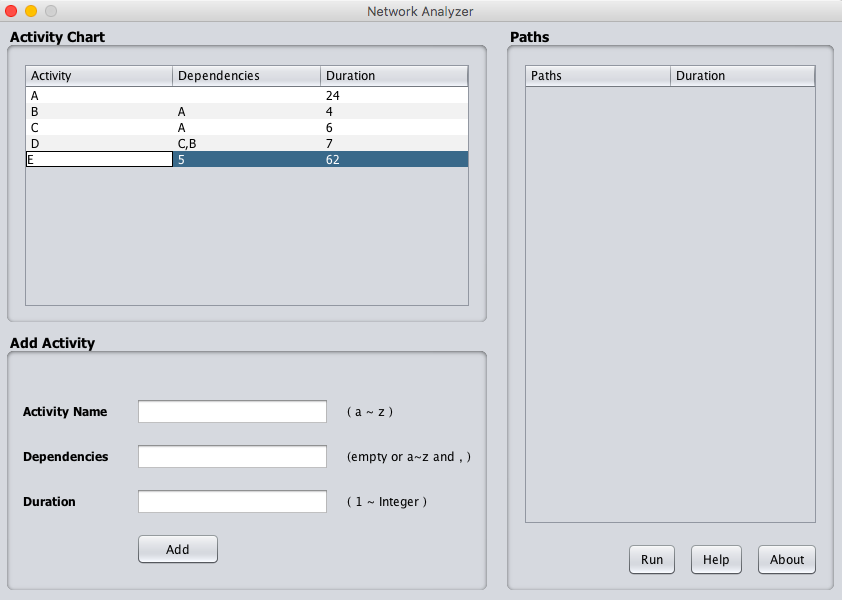 Network Analyzer
Activity Chart
Activity Dependencies Duration
A 24
B A 4
C A 6
D C,B 7
E 5 62
Add Activity
Activity Name ( a ~ z )
Dependencies (empty or a~z and , )
Duration ( 1 ~ Integer )
Add
Paths
Paths Duration
Run Help About